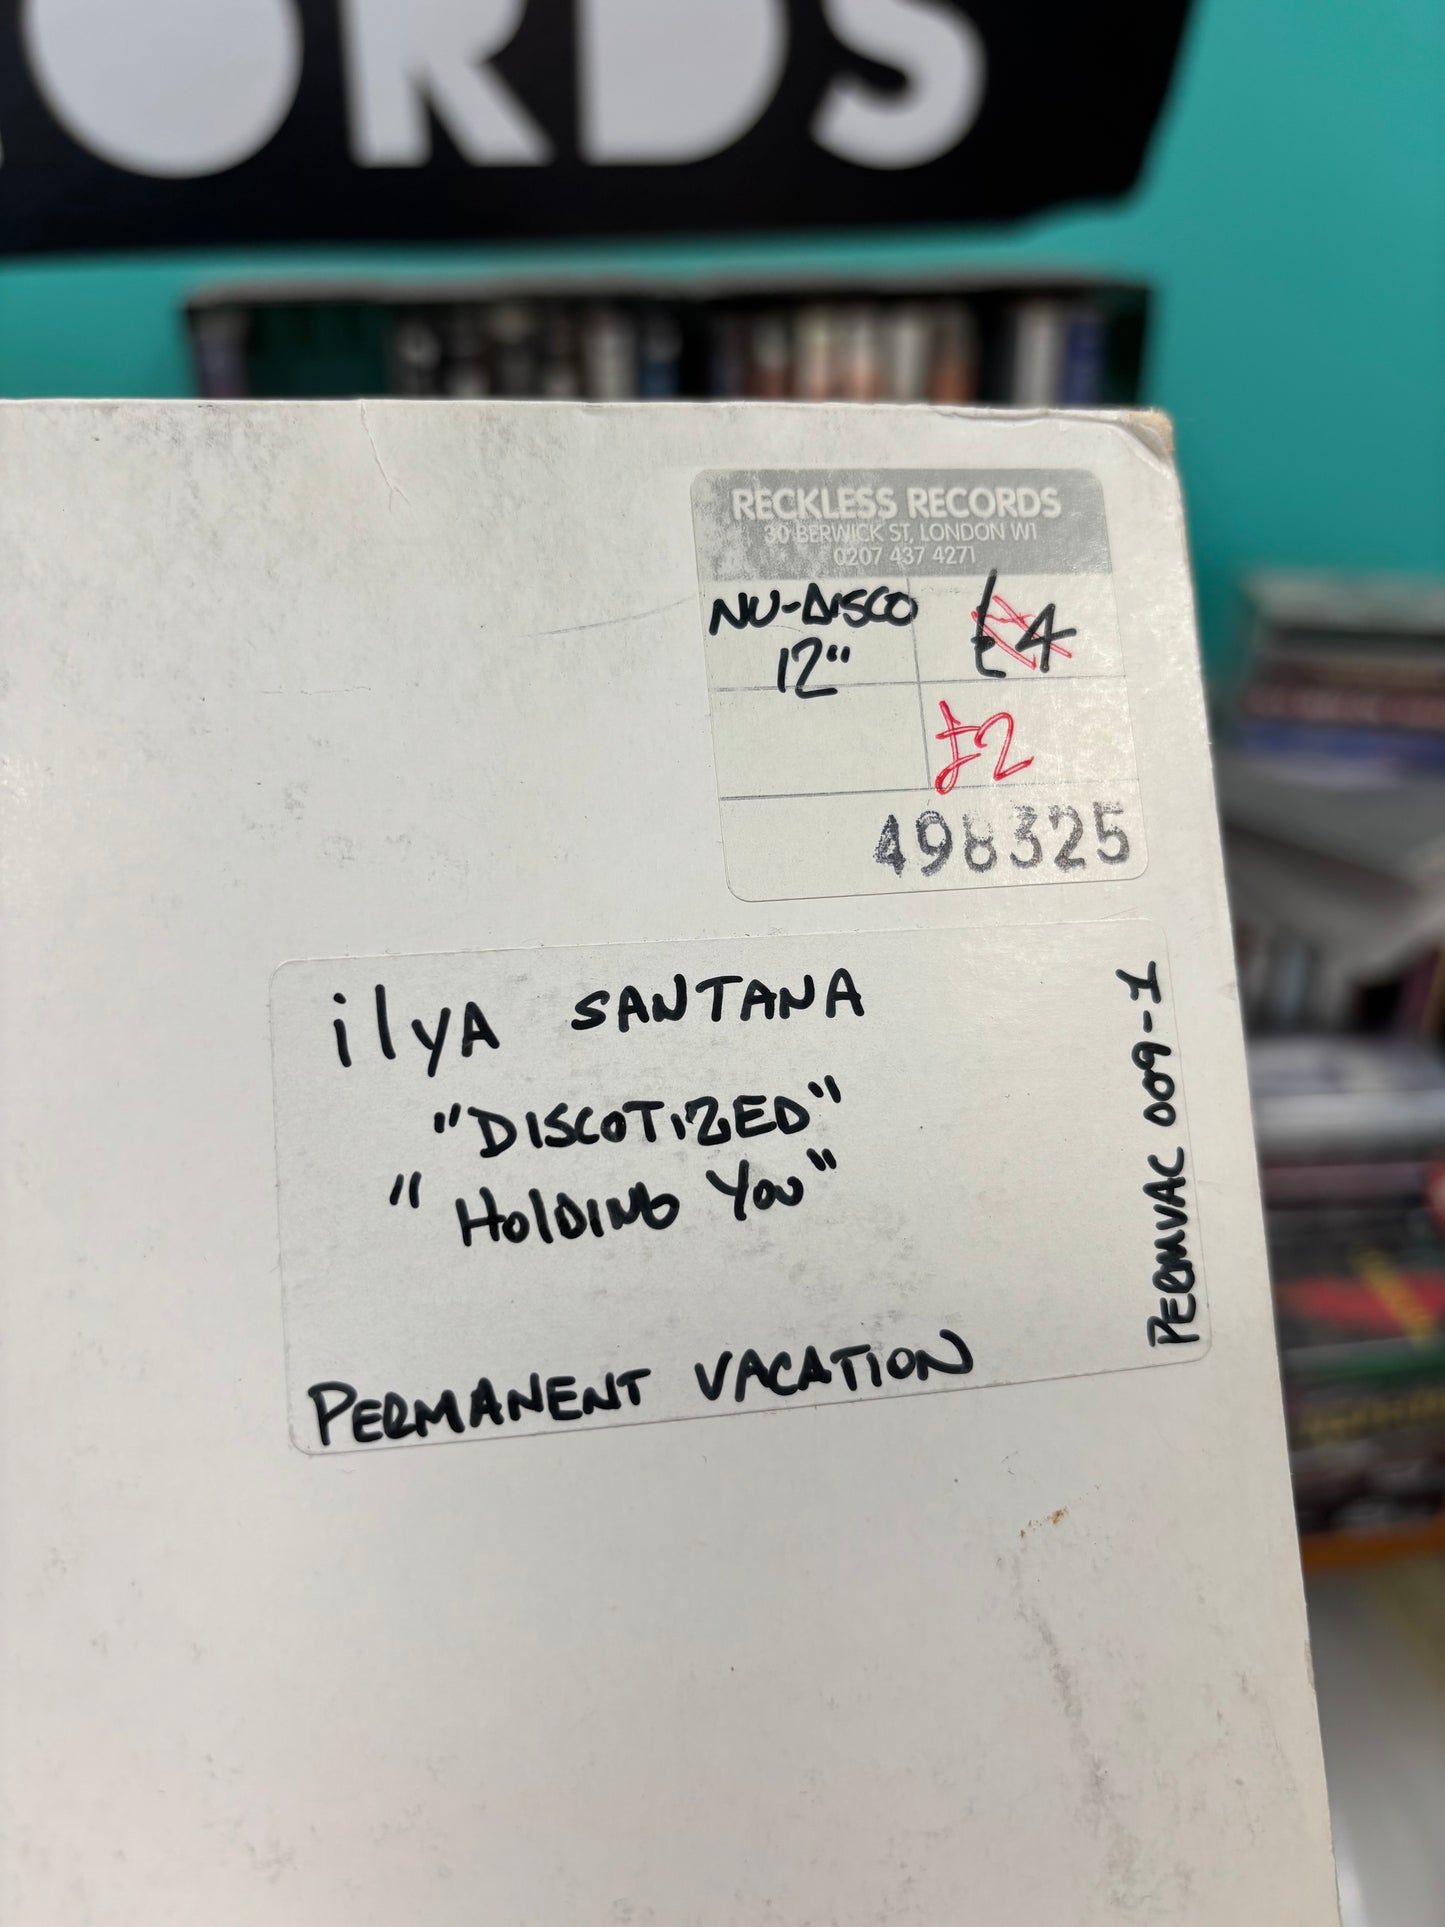 ORDS
RECKLESS RECORDS
30 BERWICK ST, LONDON W1
0207 437 4271
NU-DISCO
12"
£4
£2
498325
ilyA SANTANA
"DISCOTIZED"
"HolDING You"
PERMANENT VACATION
PERMVAC 009-1